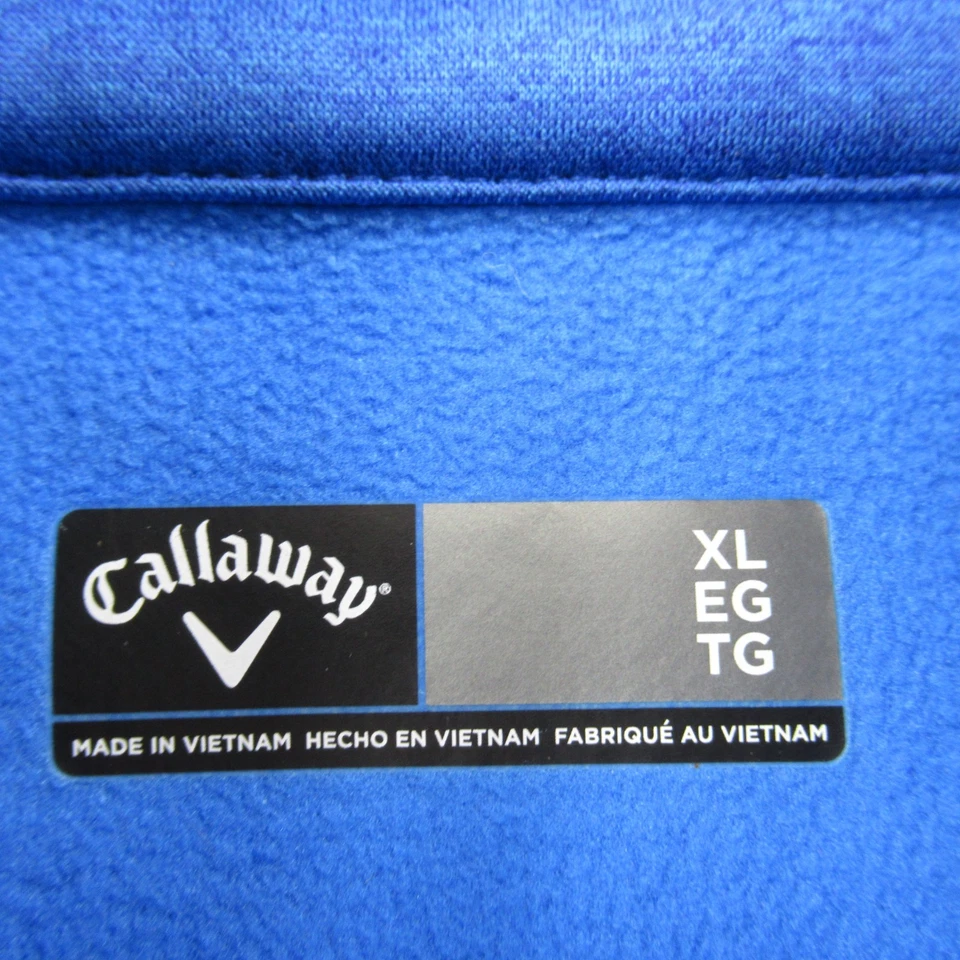 Callaway®
XL
EG
TG
MADE IN VIETNAM HECHO EN VIETNAM FABRIQUÉ AU VIETNAM